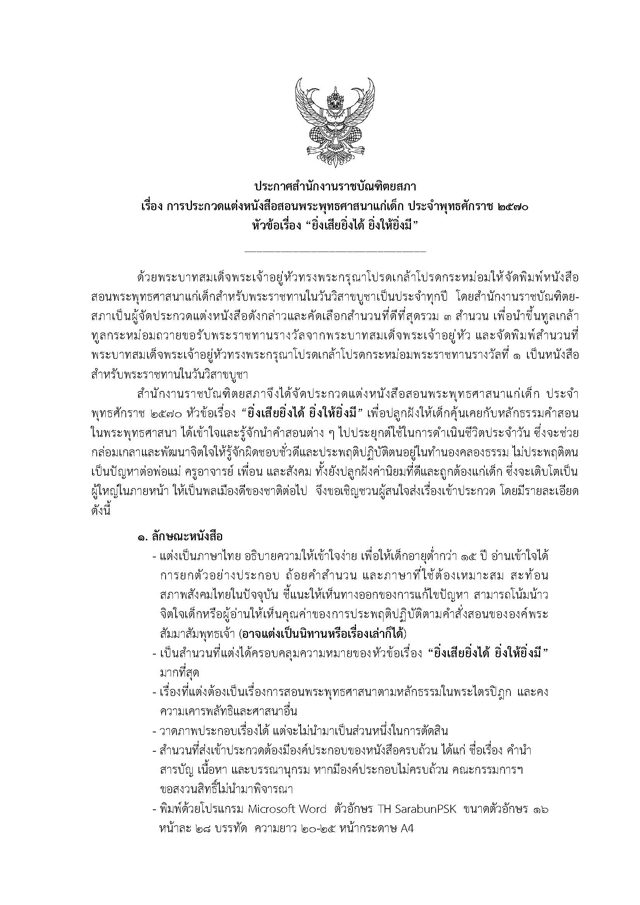 ประกาศสำนักงานราชบัณฑิตยสภา
เรื่อง การประกวดแต่งหนังสือสอนพระพุทธศาสนาแก่เด็ก ประจำพุทธศักราช ๒๕๗๐
หัวข้อเรื่อง “ยิ่งเสียยิ่งได้ ยิ่งให้ยิ่งมี”
ด้วยพระบาทสมเด็จพระเจ้าอยู่หัวทรงพระกรุณาโปรดเกล้าโปรดกระหม่อมให้จัดพิมพ์หนังสือ
สอนพระพุทธศาสนาแก่เด็กสำหรับพระราชทานในวันวิสาขบูชาเป็นประจำทุกปี โดยสำนักงานราชบัณฑิตย-
สภาเป็นผู้จัดประกวดแต่งหนังสือดังกล่าวและคัดเลือกสำนวนที่ดีที่สุดรวม ๓ สำนวน เพื่อนำขึ้นทูลเกล้า
ทูลกระหม่อมถวายขอรับพระราชทานรางวัลจากพระบาทสมเด็จพระเจ้าอยู่หัว และจัดพิมพ์สำนวนที่
พระบาทสมเด็จพระเจ้าอยู่หัวทรงพระกรุณาโปรดเกล้าโปรดกระหม่อมพระราชทานรางวัลที่ ๑ เป็นหนังสือ
สำหรับพระราชทานในวันวิสาขบูชา
สำนักงานราชบัณฑิตยสภาจึงได้จัดประกวดแต่งหนังสือสอนพระพุทธศาสนาแก่เด็ก ประจำ
พุทธศักราช ๒๕๗๐ หัวข้อเรื่อง “ยิ่งเสียยิ่งได้ ยิ่งให้ยิ่งมี” เพื่อปลูกฝังให้เด็กคุ้นเคยกับหลักธรรมคำสอน
ในพระพุทธศาสนา ได้เข้าใจและรู้จักนำคำสอนต่าง ๆ ไปประยุกต์ใช้ในการดำเนินชีวิตประจำวัน ซึ่งจะช่วย
กล่อมเกลาและพัฒนาจิตใจให้รู้จักผิดชอบชั่วดีและประพฤติปฏิบัติตนอยู่ในทำนองคลองธรรม ไม่ประพฤติตน
เป็นปัญหาต่อพ่อแม่ ครูอาจารย์ เพื่อน และสังคม ทั้งยังปลูกฝังค่านิยมที่ดีและถูกต้องแก่เด็ก ซึ่งจะเติบโตเป็น
ผู้ใหญ่ในภายหน้า ให้เป็นพลเมืองดีของชาติต่อไป จึงขอเชิญชวนผู้สนใจส่งเรื่องเข้าประกวด โดยมีรายละเอียด
ดังนี้
๑. ลักษณะหนังสือ
- แต่งเป็นภาษาไทย อธิบายความให้เข้าใจง่าย เพื่อให้เด็กอายุต่ำกว่า ๑๕ ปี อ่านเข้าใจได้
การยกตัวอย่างประกอบ ถ้อยคำสำนวน และภาษาที่ใช้ต้องเหมาะสม สะท้อน
สภาพสังคมไทยในปัจจุบัน ชี้แนะให้เห็นทางออกของการแก้ไขปัญหา สามารถโน้มน้าว
จิตใจเด็กหรือผู้อ่านให้เห็นคุณค่าของการประพฤติปฏิบัติตามคำสั่งสอนขององค์พระ
สัมมาสัมพุทธเจ้า (อาจแต่งเป็นนิทานหรือเรื่องเล่าก็ได้)
- เป็นสำนวนที่แต่งได้ครอบคลุมความหมายของหัวข้อเรื่อง “ยิ่งเสียยิ่งได้ ยิ่งให้ยิ่งมี”
มากที่สุด
- เรื่องที่แต่งต้องเป็นเรื่องการสอนพระพุทธศาสนาตามหลักธรรมในพระไตรปิฎก และคง
ความเคารพลัทธิและศาสนาอื่น
- วาดภาพประกอบเรื่องได้ แต่จะไม่นำมาเป็นส่วนหนึ่งในการตัดสิน
- สำนวนที่ส่งเข้าประกวดต้องมีองค์ประกอบของหนังสือครบถ้วน ได้แก่ ชื่อเรื่อง คำนำ
สารบัญ เนื้อหา และบรรณานุกรม หากมีองค์ประกอบไม่ครบถ้วน คณะกรรมการฯ
ขอสงวนสิทธิ์ไม่นำมาพิจารณา
- พิมพ์ด้วยโปรแกรม Microsoft Word ตัวอักษร TH SarabunPSK ขนาดตัวอักษร ๑๖
หน้าละ ๒๘ บรรทัด ความยาว ๒๐-๒๕ หน้ากระดาษ A4